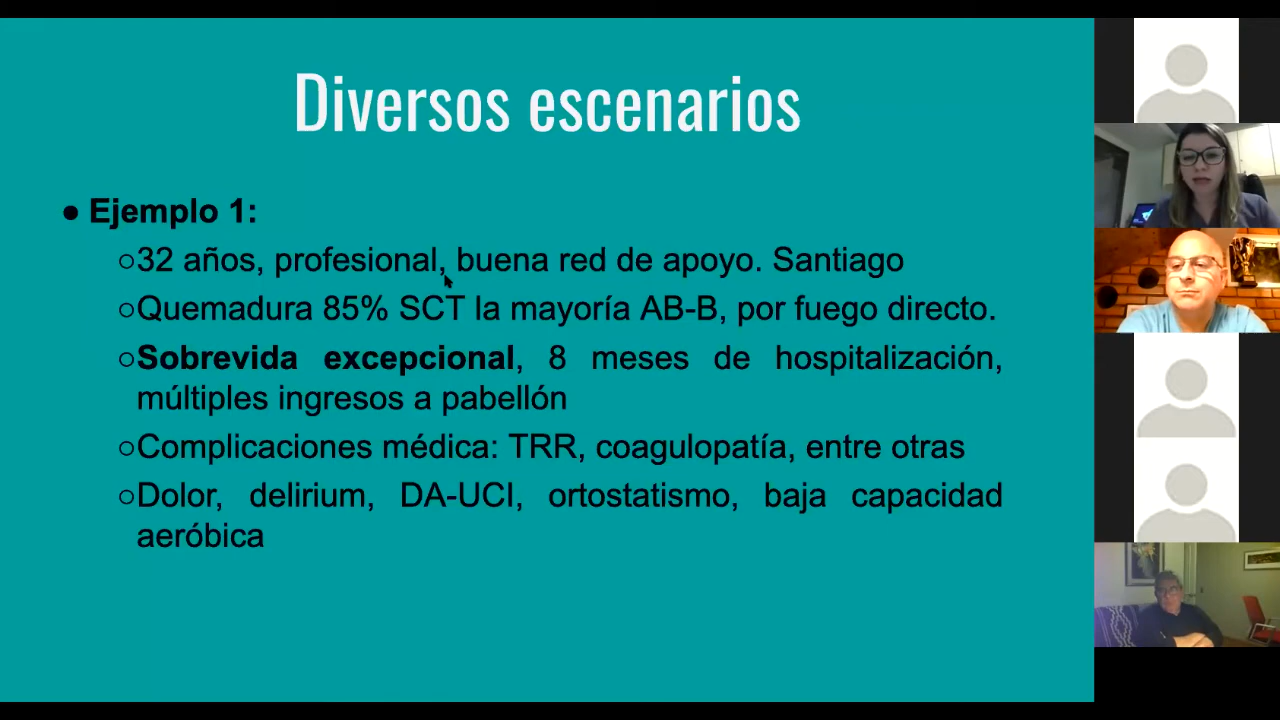 Diversos escenarios
● Ejemplo 1:
○32 años, profesional, buena red de apoyo. Santiago
○Quemadura 85% SCT la mayoría AB-B, por fuego directo.
○Sobrevida excepcional, 8 meses de hospitalización,
múltiples ingresos a pabellón
○Complicaciones médica: TRR, coagulopatía, entre otras
○Dolor, delirium, DA-UCI, ortostatismo, baja capacidad
aeróbica